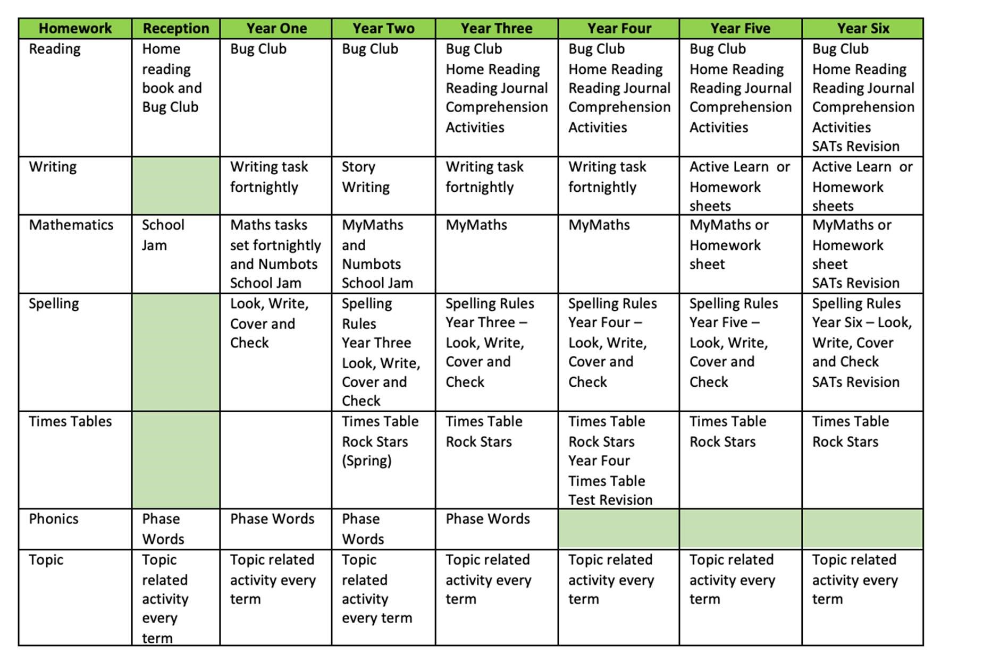 Homework Reception Year One Year Two Year Three Year Four Year Five Year Six
Reading
Home
reading
book and
Bug Club
Bug Club
Bug Club
Bug Club
Home Reading
Reading Journal
Comprehension
Activities
Bug Club
Home Reading
Reading Journal
Comprehension
Activities
Bug Club
Home Reading
Reading Journal
Comprehension
Activities
Bug Club
Home Reading
Reading Journal
Comprehension
Activities
SATs Revision
Writing
Writing task
fortnightly
Story
Writing
Writing task
fortnightly
Writing task
fortnightly
Active Learn or
Homework
sheets
Active Learn or
Homework
sheets
Mathematics
School
Jam
Maths tasks
set fortnightly
and Numbots
School Jam
MyMaths
and
Numbots
School Jam
MyMaths
MyMaths
MyMaths or
Homework
sheet
MyMaths or
Homework
sheet
SATs Revision
Spelling
Look, Write,
Cover and
Check
Spelling
Rules
Year Three
Look, Write,
Cover and
Check
Spelling Rules
Year Three –
Look, Write,
Cover and
Check
Spelling Rules
Year Four –
Look, Write,
Cover and
Check
Spelling Rules
Year Five –
Look, Write,
Cover and
Check
Spelling Rules
Year Six – Look,
Write, Cover
and Check
SATs Revision
Times Tables
Times Table
Rock Stars
(Spring)
Times Table
Rock Stars
Times Table
Rock Stars
Year Four
Times Table
Test Revision
Times Table
Rock Stars
Times Table
Rock Stars
Phonics
Phase
Words
Phase Words
Phase
Words
Phase Words
Topic
Topic
related
activity
every
term
Topic related
activity every
term
Topic
related
activity
every term
Topic related
activity every
term
Topic related
activity every
term
Topic related
activity every
term
Topic related
activity every
term